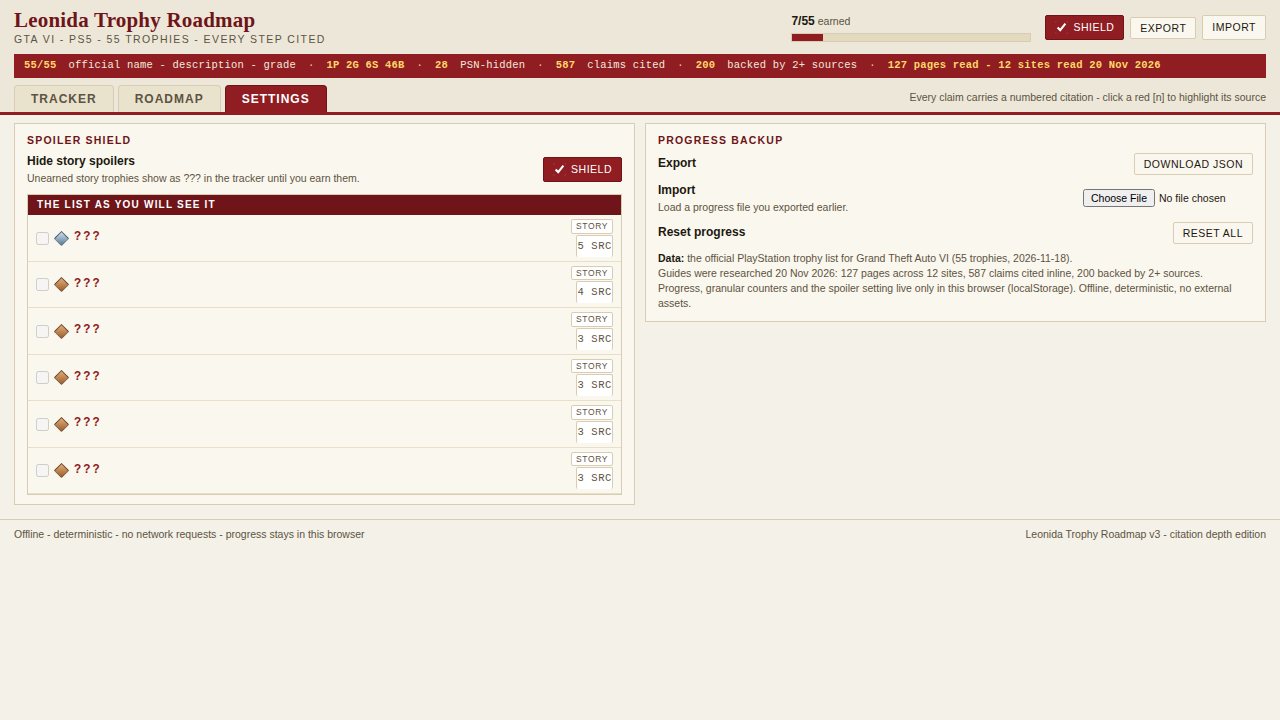 Leonida Trophy Roadmap
GTA VI - PS5 - 55 TROPHIES - EVERY STEP CITED
7/55 earned
SHIELD
EXPORT
IMPORT
55/55 official name - description - grade · 1P 2G 6S 46B · 28 PSN-hidden · 587 claims cited · 200 backed by 2+ sources · 127 pages read - 12 sites read 20 Nov 2026
TRACKER
ROADMAP
SETTINGS
Every claim carries a numbered citation - click a red [n] to highlight its source
SPOILER SHIELD
Hide story spoilers
Unearned story trophies show as ??? in the tracker until you earn them.
SHIELD
THE LIST AS YOU WILL SEE IT
??? STORY
5 SRC
??? STORY
4 SRC
??? STORY
3 SRC
??? STORY
3 SRC
??? STORY
3 SRC
??? STORY
3 SRC
PROGRESS BACKUP
Export
DOWNLOAD JSON
Import
Load a progress file you exported earlier.
Choose File No file chosen
Reset progress
RESET ALL
Data: the official PlayStation trophy list for Grand Theft Auto VI (55 trophies, 2026-11-18).
Guides were researched 20 Nov 2026: 127 pages across 12 sites, 587 claims cited inline, 200 backed by 2+ sources.
Progress, granular counters and the spoiler setting live only in this browser (localStorage). Offline, deterministic, no external
assets.
Offline - deterministic - no network requests - progress stays in this browser
Leonida Trophy Roadmap v3 - citation depth edition